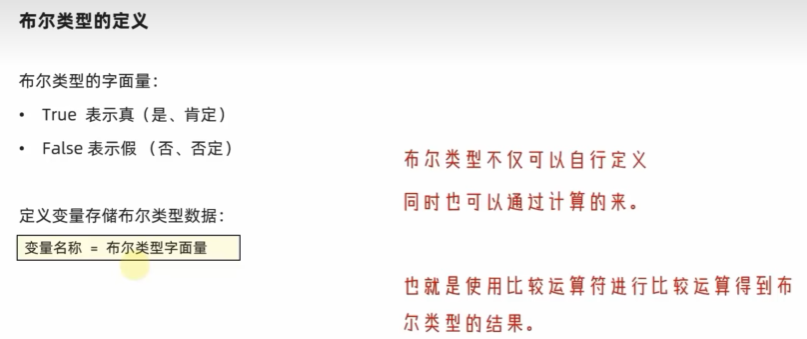 布尔类型的定义
布尔类型的字面量：
• True 表示真（是、肯定）
• False 表示假 （否、否定）
定义变量存储布尔类型数据：
变量名称 = 布尔类型字面量
布尔类型不仅可以自行定义
同时也可以通过计算的来。
也就是使用比较运算符进行比较运算得到布
尔类型的结果。